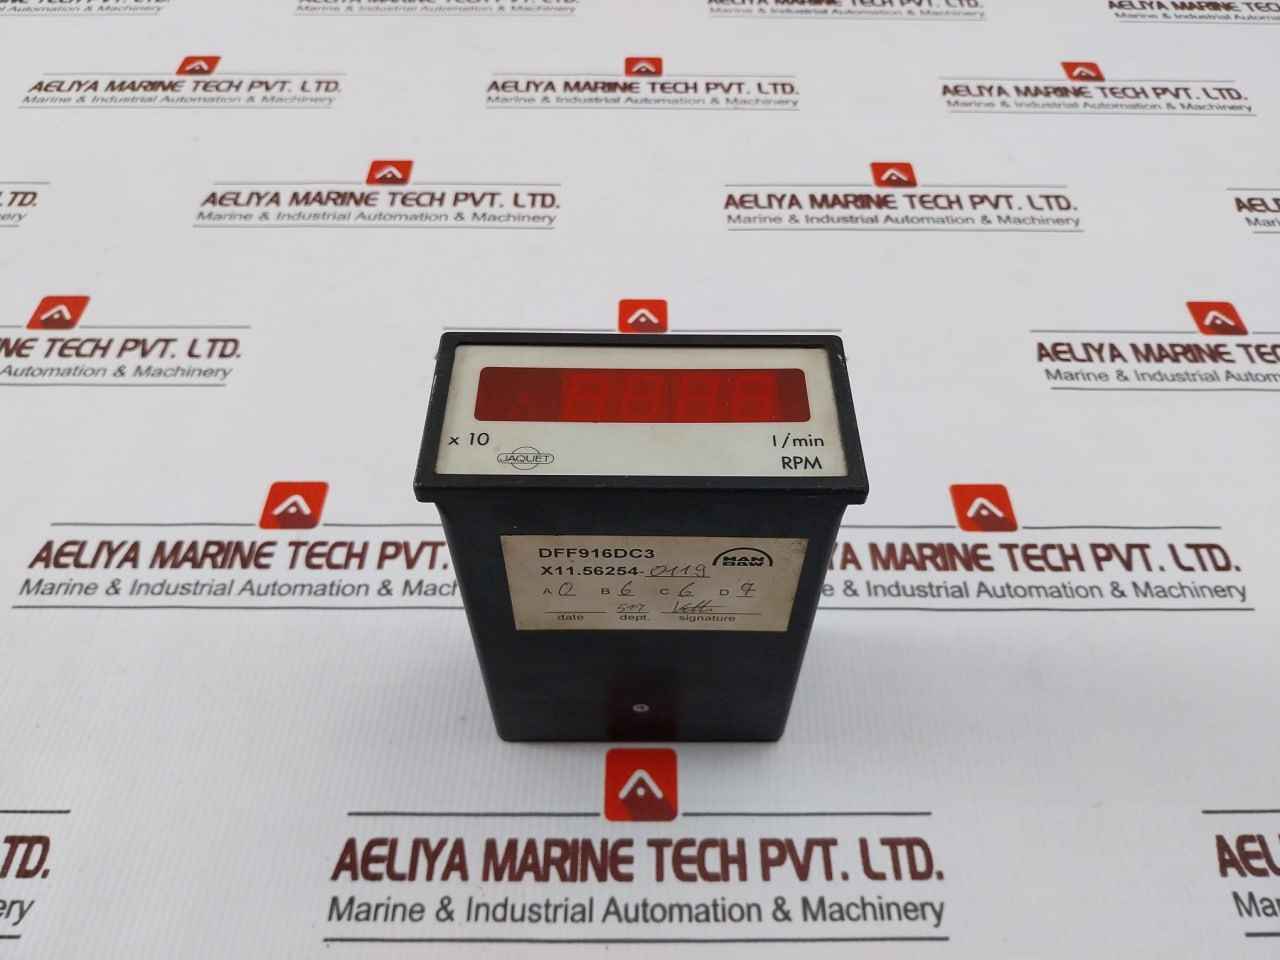 AELIYA MARINE TECH PVT. LTD.
Marine & Industrial Automation & Machinery
AELIYA MARINE TECH PVT. LTD.
Marine & Industrial Automation & Machinery
AELIYA MARINE TECH PVT. LTD.
Marine & Industrial Automation & Machinery
AELIYA MARINE TECH PVT. LTD.
Marine & Industrial Automation & Machinery
AELIYA MARINE TECH PVT. LTD.
Marine & Industrial Automation & Machinery
NE TECH PVT. LTD.
Automation & Machinery
AELIYA MARINE TEC
Marine & Industrial
x 10
JAQUET
l/min
RPM
DFF916DC3
X11.56254-0119
MAN
B&W
A 0 B 6 C 6 D 7
date dept. signature
AELIYA MARINE
Marine & Industrial
TECH PVT. LTD.
Automation & Machinery
AELIYA MARINE TECH PVT. LTD.
Marine & Industrial Automation & Machinery
TD.
AELI